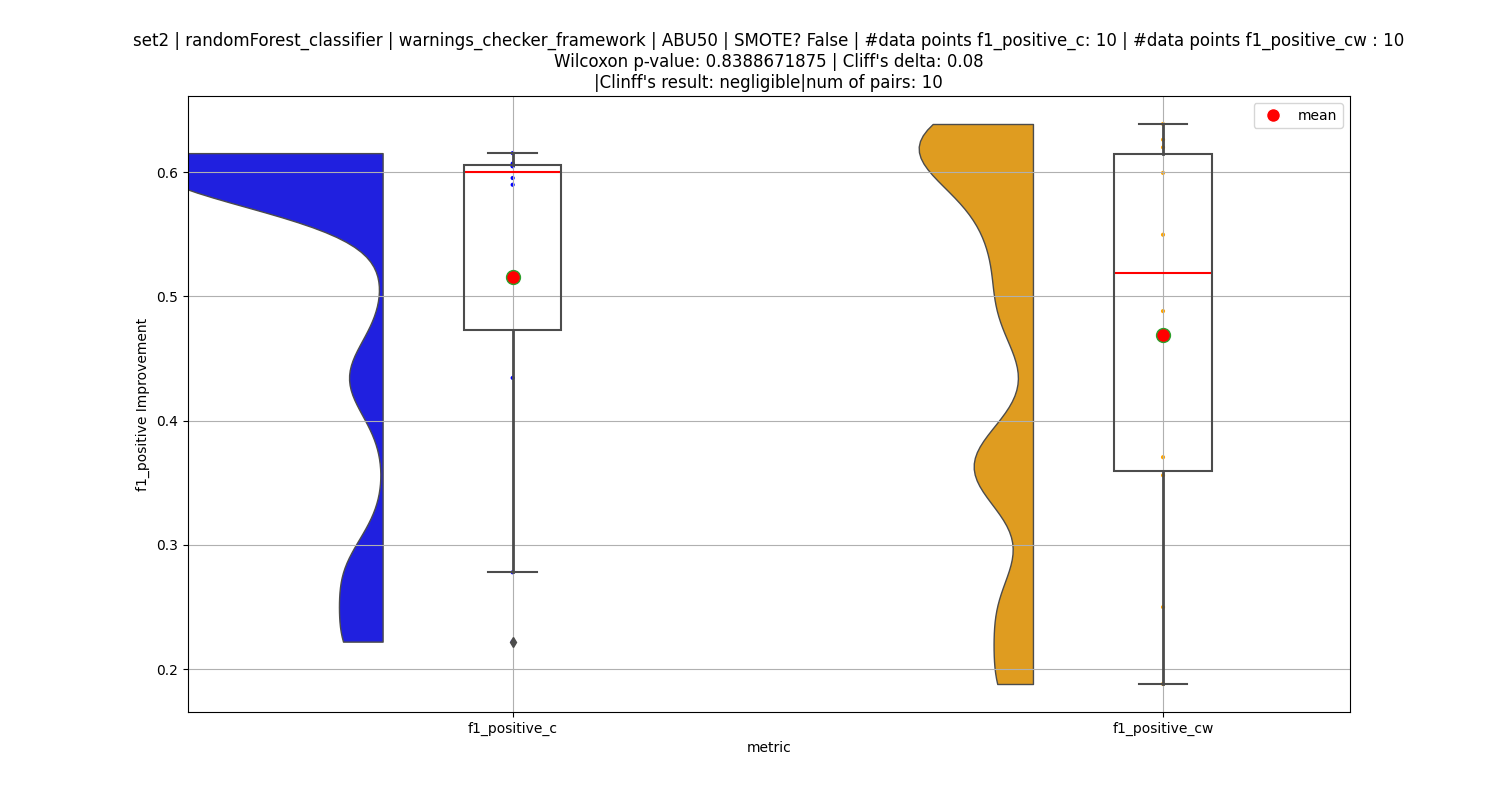 set2 | randomForest_classifier | warnings_checker_framework | ABU50 | SMOTE? False | #data points f1_positive_c: 10 | #data points f1_positive_cw : 10
Wilcoxon p-value: 0.8388671875 | Cliff's delta: 0.08
|Clinff's result: negligible|num of pairs: 10
mean
f1_positive Improvement
0.6
0.5
0.4
0.3
0.2
f1_positive_c
f1_positive_cw
metric